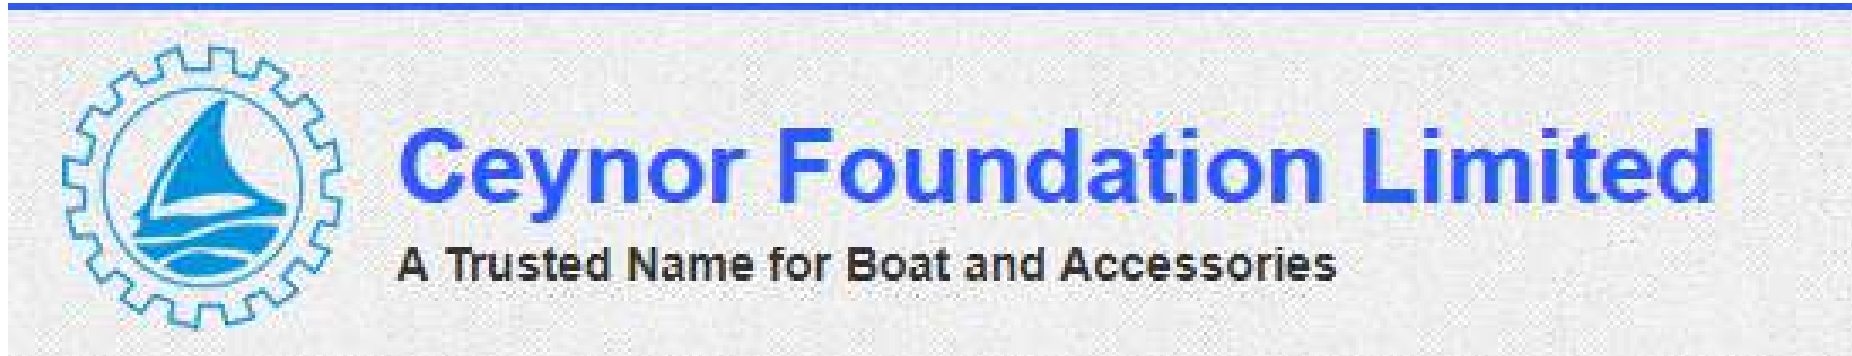 Ceynor Foundation Limited
A Trusted Name for Boat and Accessories